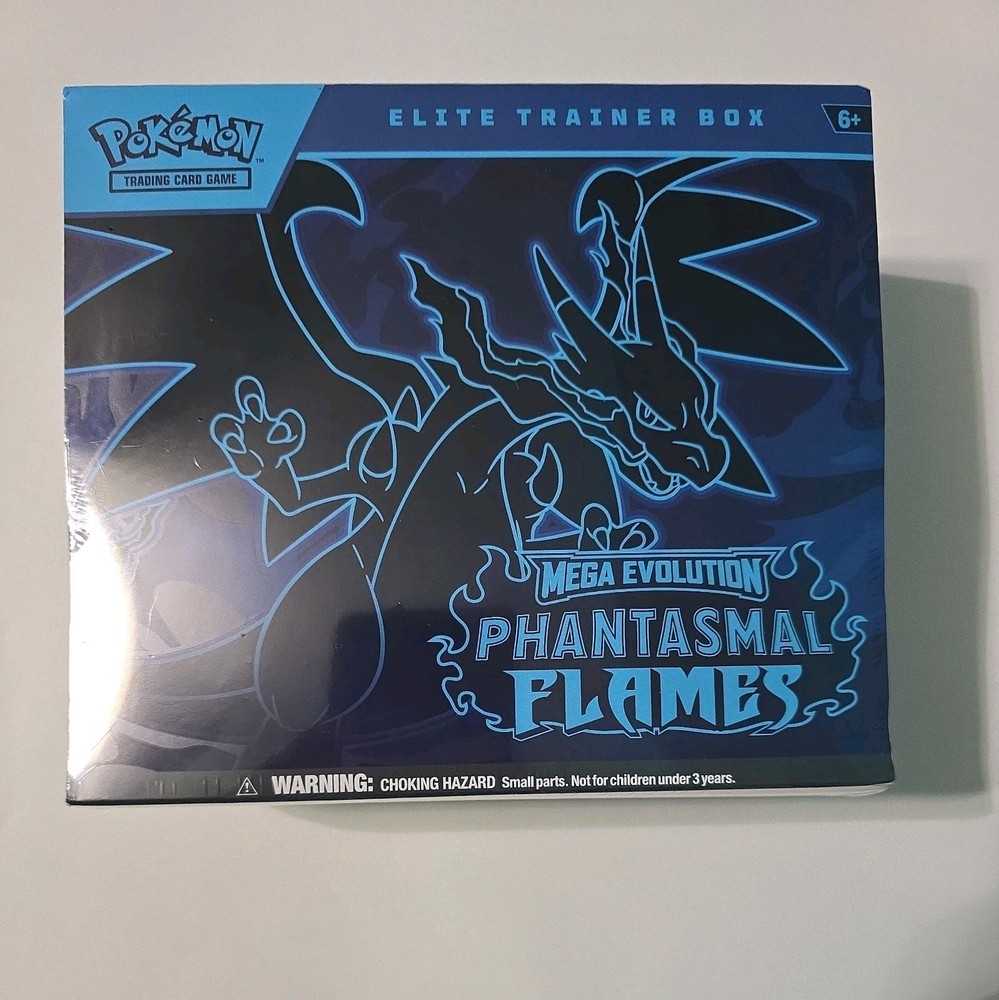 POKéMON™
TRADING CARD GAME
ELITE TRAINER BOX
6+
MEGA EVOLUTION
PHANTASMAL
FLAMES
WARNING: CHOKING HAZARD Small parts. Not for children under 3 years.